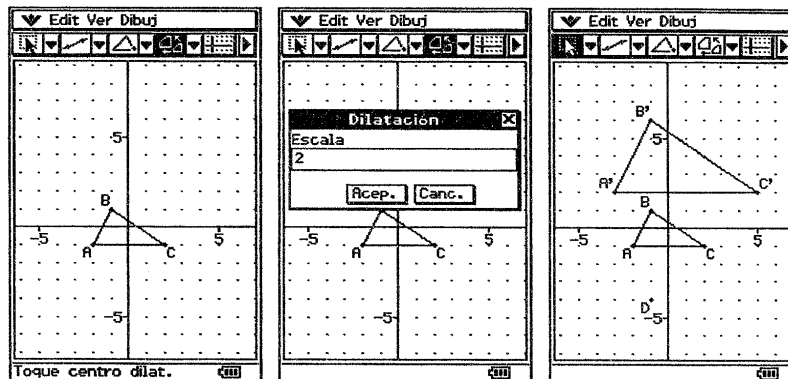 Edit Ver Dibuj
5
B
-5
5
A
C
-5
Toque centro dilat.
Edit Ver Dibuj
Dilatación
Escala
2
Acep.
Canc.
-5
5
A
C
-5
Edit Ver Dibuj
B'
5
A'
C'
B
-5
5
A
C
D
-5